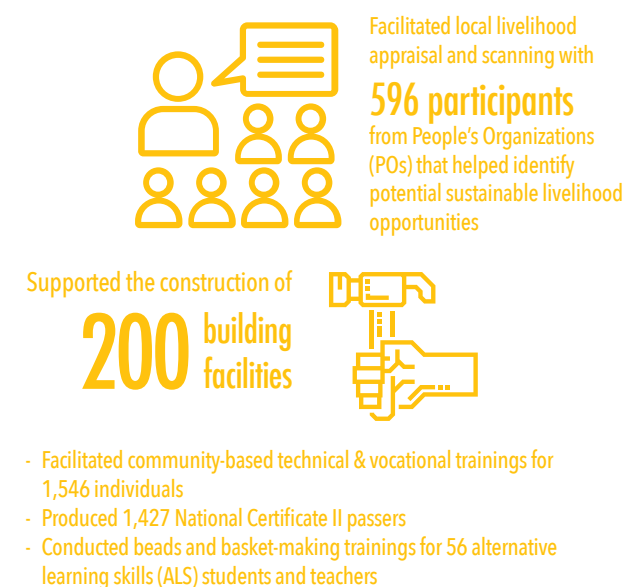 Facilitated local livelihood
appraisal and scanning with
596 participants
from People's Organizations
(POs) that helped identify
potential sustainable livelihood
opportunities
Supported the construction of
200 building
facilities
- Facilitated community-based technical & vocational trainings for
1,546 individuals
- Produced 1,427 National Certificate II passers
- Conducted beads and basket-making trainings for 56 alternative
learning skills (ALS) students and teachers